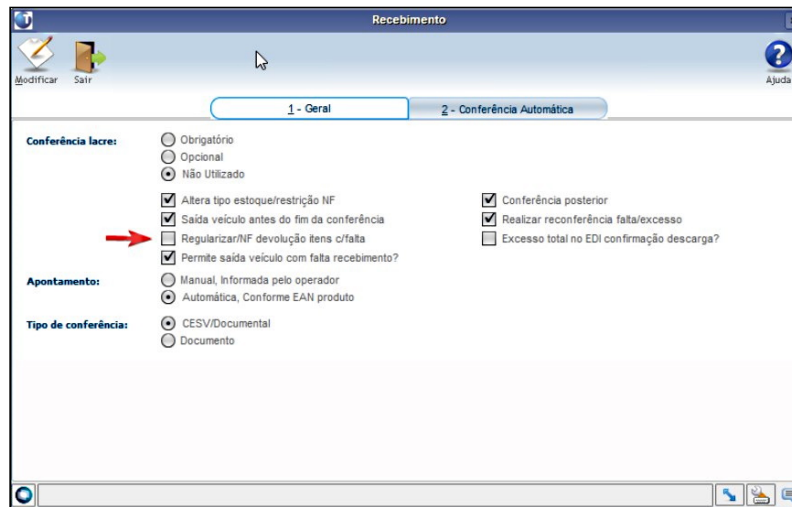 Recebimento
Modificar Sair Ajuda
1 - Geral 2 - Conferência Automática
Conferência lacre: Obrigatório
Opcional
Não Utilizado
Altera tipo estoque/restrição NF Conferência posterior
Saída veículo antes do fim da conferência Realizar reconferência falta/excesso
Regularizar/NF devolução itens c/falta Excesso total no EDI confirmação descarga?
Permite saída veículo com falta recebimento?
Apontamento: Manual, Informada pelo operador
Automática, Conforme EAN produto
Tipo de conferência: CESV/Documental
Documento